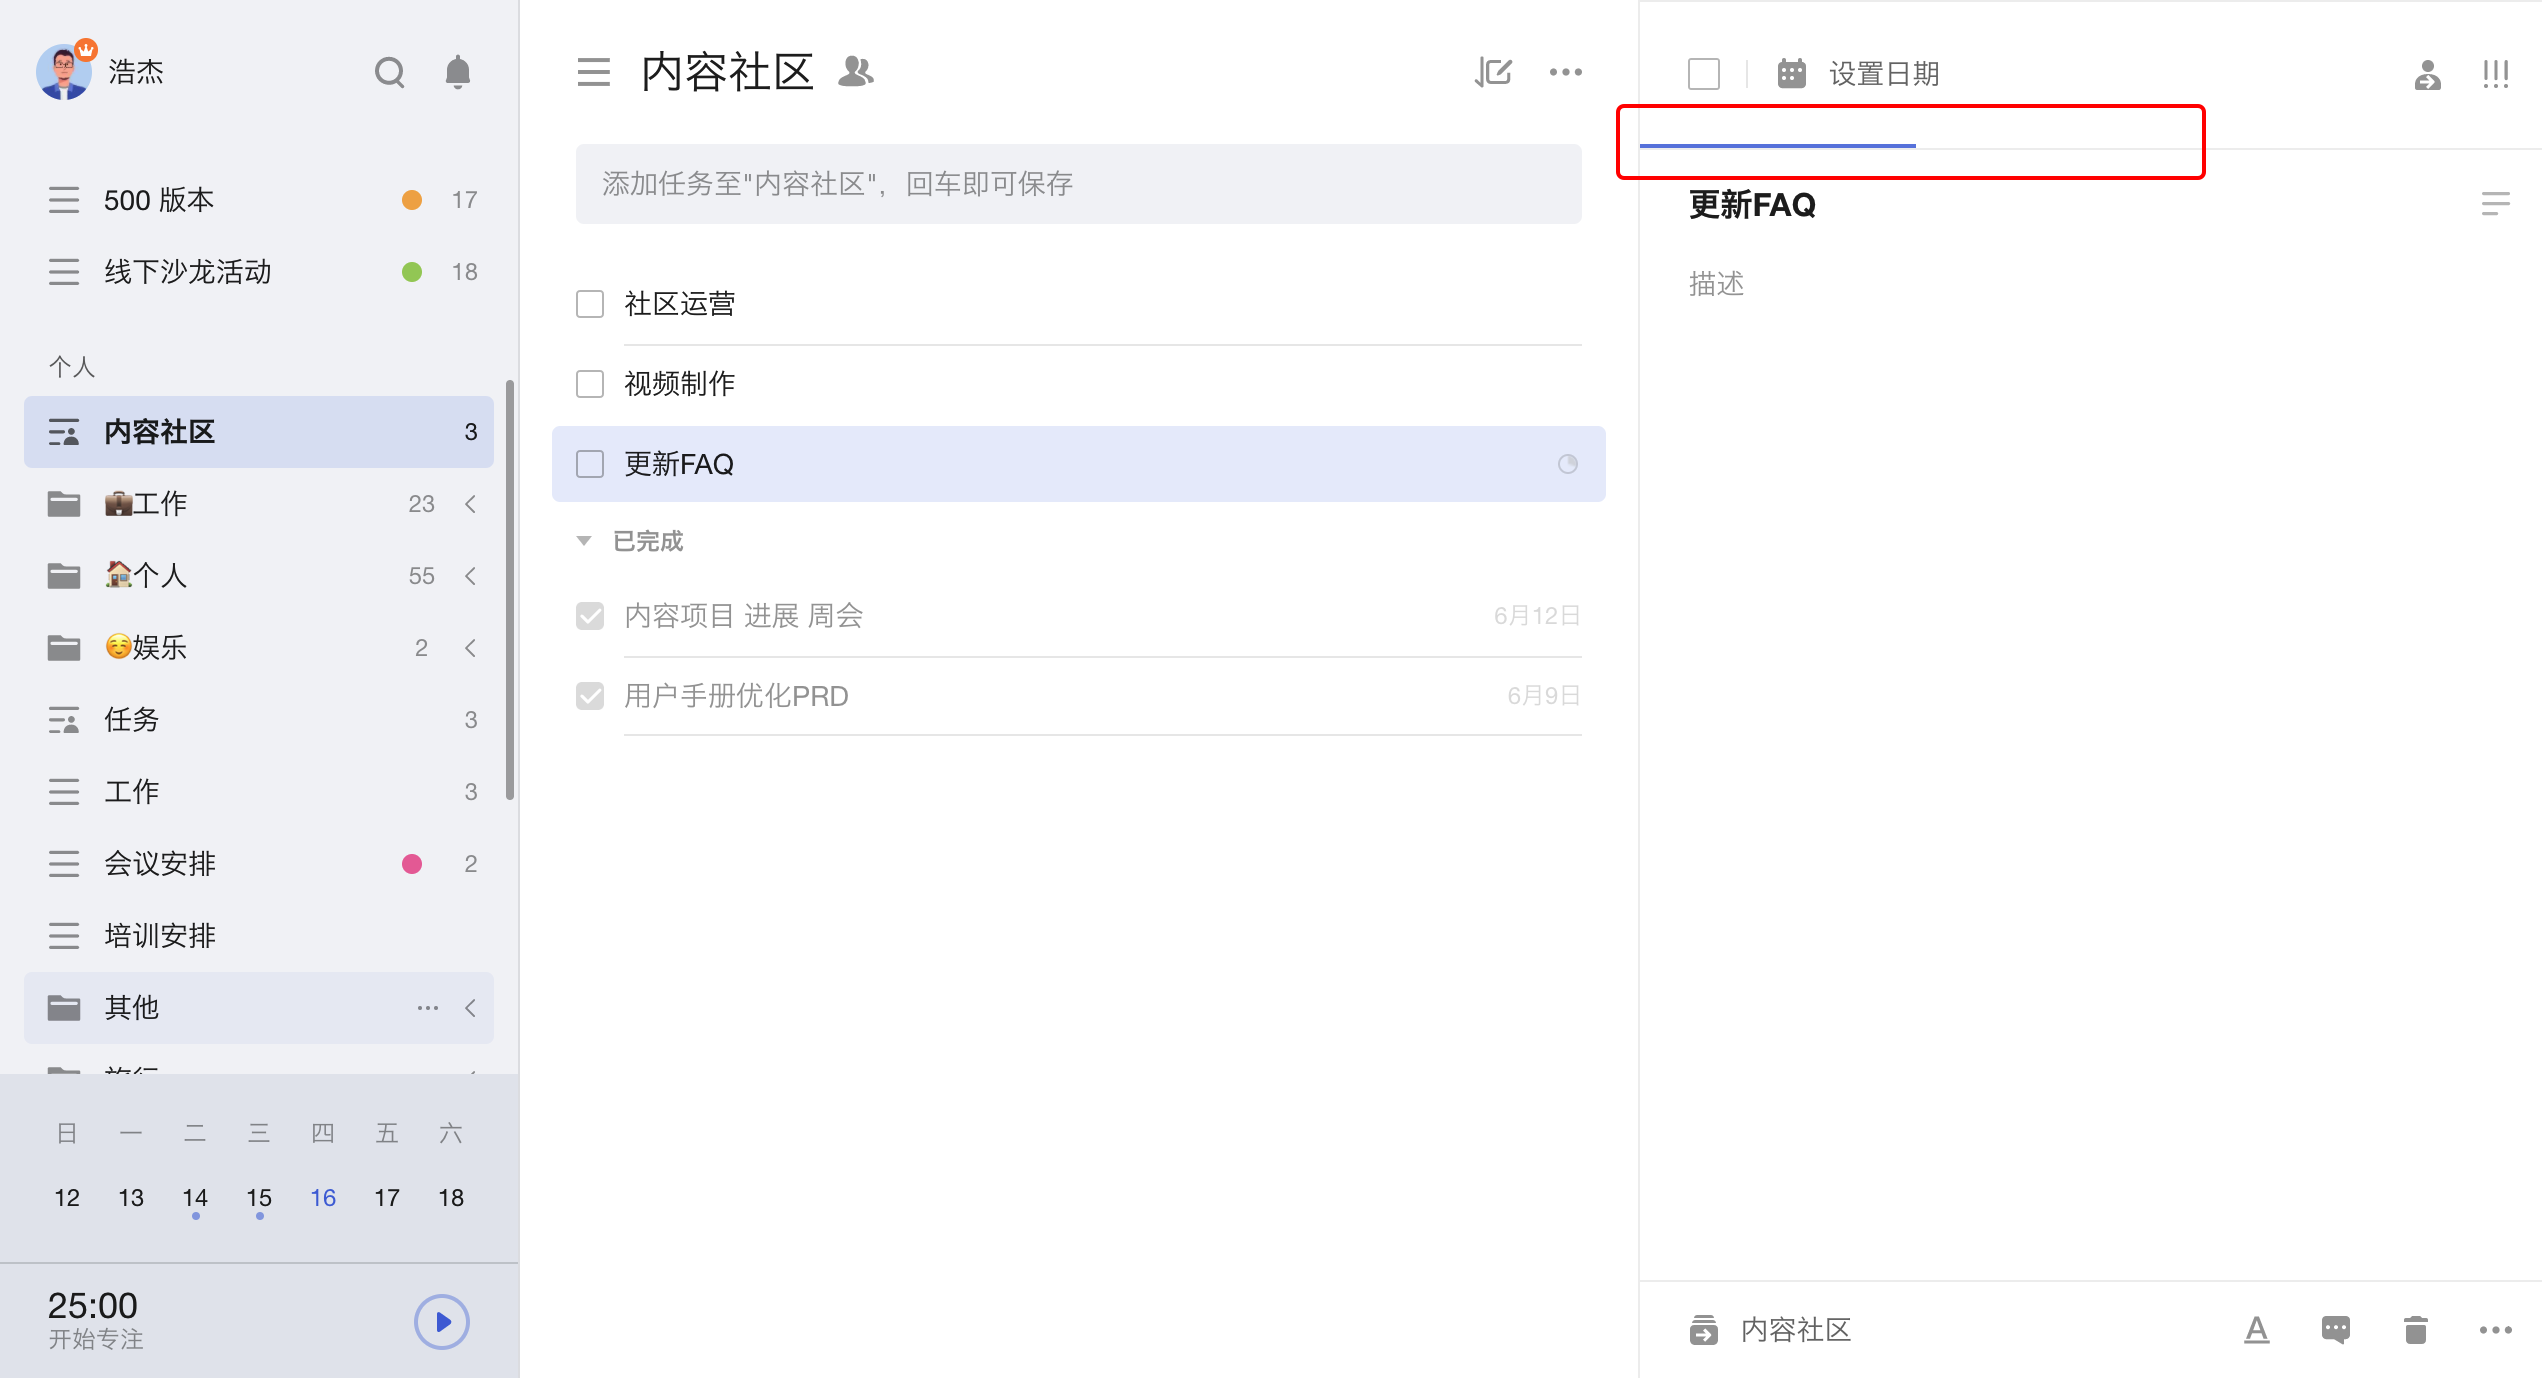 浩杰
500 版本 17
线下沙龙活动 18
个人
内容社区 3
工作 23
个人 55
娱乐 2
任务 3
工作 3
会议安排 2
培训安排
其他
旅行
日 一 二 三 四 五 六
12 13 14 15 16 17 18
25:00
开始专注
内容社区
添加任务至"内容社区"，回车即可保存
社区运营
视频制作
更新FAQ
已完成
内容项目 进展 周会 6月12日
用户手册优化PRD 6月9日
设置日期
更新FAQ
描述
内容社区